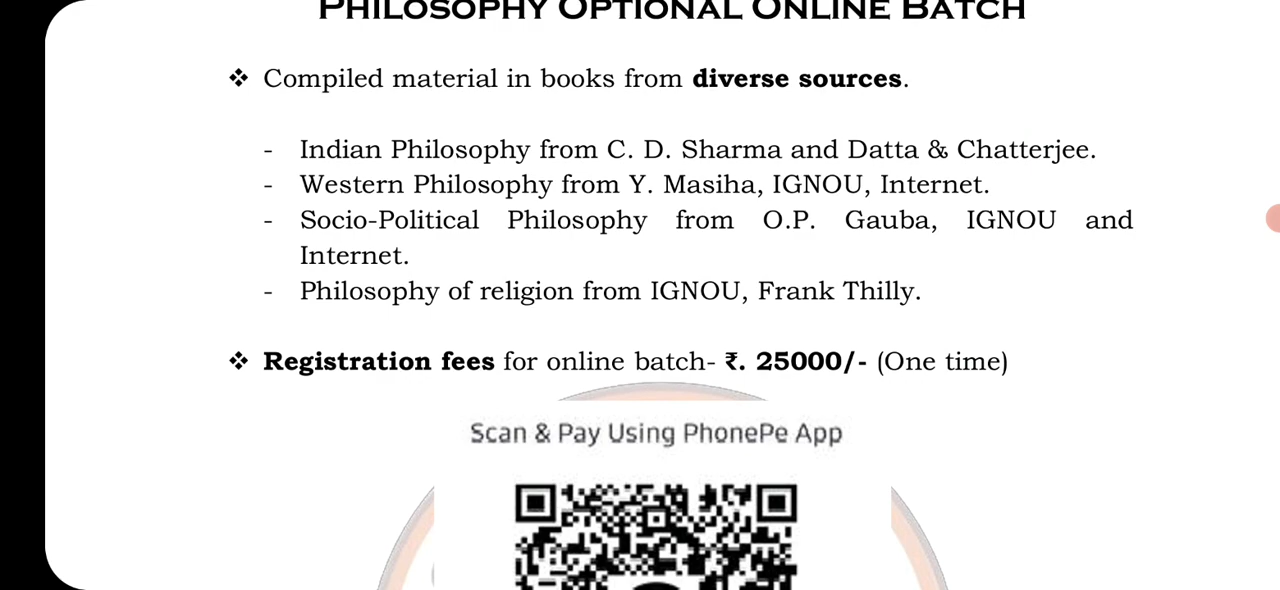 PHILOSOPHY OPTIONAL ONLINE BATCH
❖ Compiled material in books from diverse sources.
- Indian Philosophy from C. D. Sharma and Datta & Chatterjee.
- Western Philosophy from Y. Masiha, IGNOU, Internet.
- Socio-Political Philosophy from O.P. Gauba, IGNOU and
Internet.
- Philosophy of religion from IGNOU, Frank Thilly.
❖ Registration fees for online batch- ₹. 25000/- (One time)
Scan & Pay Using PhonePe App